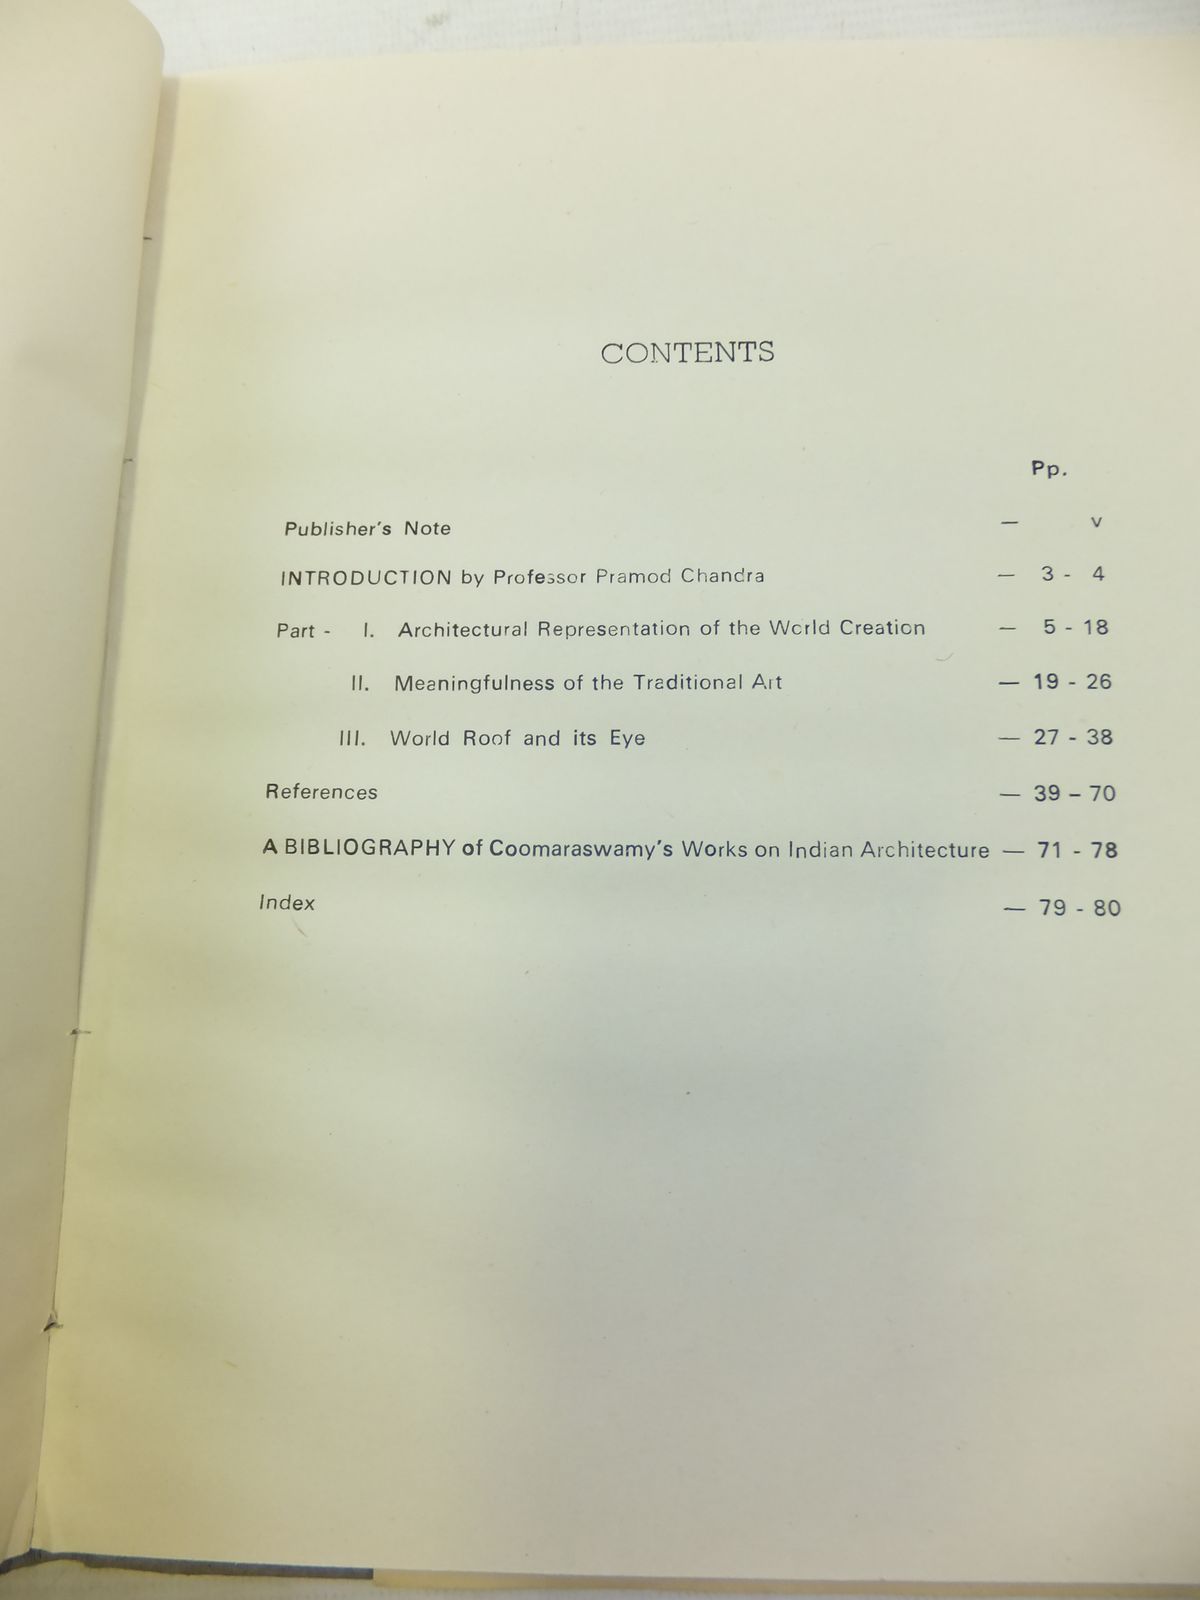 CONTENTS
Pp.
Publisher's Note — v
INTRODUCTION by Professor Pramod Chandra — 3 - 4
Part - I. Architectural Representation of the World Creation — 5 - 18
II. Meaningfulness of the Traditional Art — 19 - 26
III. World Roof and its Eye — 27 - 38
References — 39 – 70
A BIBLIOGRAPHY of Coomaraswamy's Works on Indian Architecture — 71 - 78
Index — 79 - 80